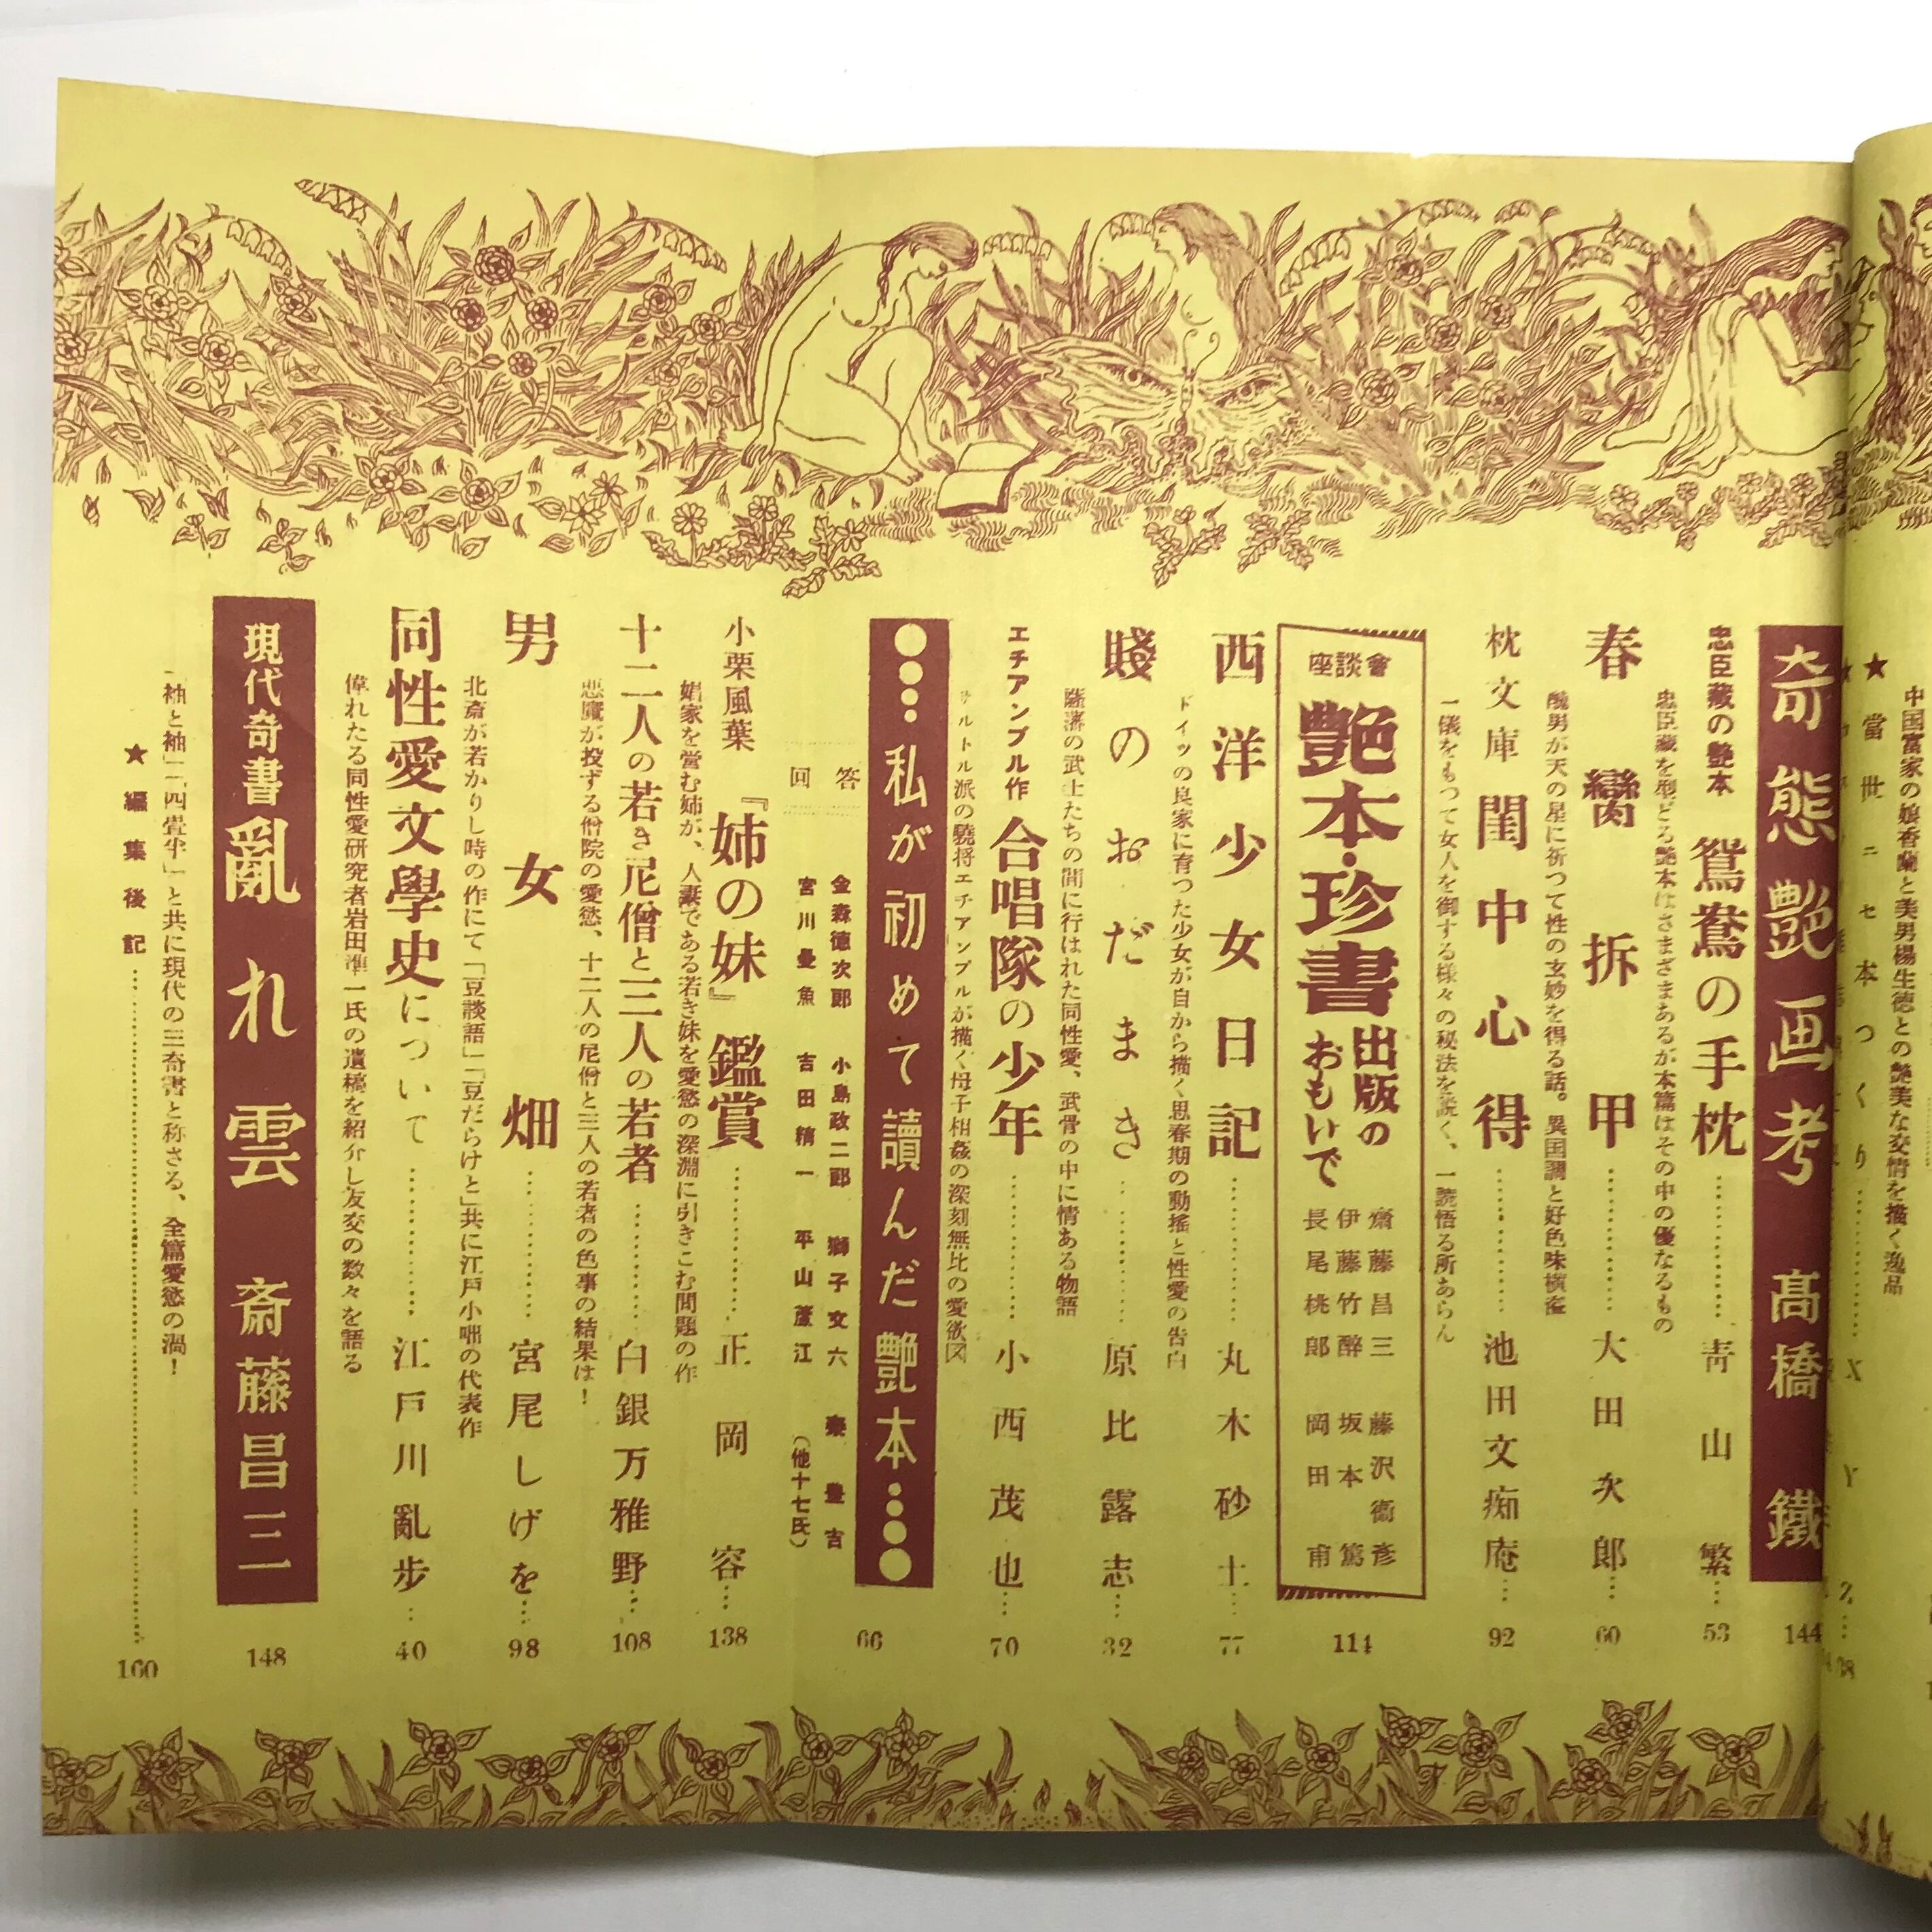 中国富家の娘香蘭と美男楊生徳との艶美な交情を描く逸品
★當世ニセ本つくり……XYZ…38
奇態艶画考 髙橋鐵 144
忠臣藏の艶本 鴛鴦の手枕……靑山繁…53
忠臣藏を型どる艶本はさまざまあるが本篇はその中の優なるもの
春臠拆甲……大田次郎…60
醜男が天の星に祈つて性の玄妙を得る話。異国調と好色味横溢
枕文庫 閨中心得……池田文痴庵…92
一儀をもつて女人を御する様々の秘法を説く、一読悟る所あらん
座談會
艶本・珍書出版のおもいで 114
齋藤昌三 藤沢衞彦
伊藤竹醉 坂本篤
長尾桃郎 岡田甫
西洋少女日記……丸木砂土…77
ドイツの良家に育つた少女が自から描く思春期の動搖と性愛の告白
賤のおだまき……原比露志…32
薩藩の武士たちの間に行はれた同性愛、武骨の中に情ある物語
エチアンブル作 合唱隊の少年……小西茂也…70
サルトル派の驍将エチアンブルが描く母子相姦の深刻無比の愛欲図
●●●・私が初めて讀んだ艶本・●●● 66
回答
金森徳次郎 小島政二郎 獅子文六 秦豊吉
宮川曼魚 吉田精一 平山蘆江 (他十七氏)
小栗風葉『姉の妹』鑑賞……正岡容…138
娼家を営む姉が、人妻である若き妹を愛慾の深淵に引きこむ問題の作
十二人の若き尼僧と三人の若者……白銀万雅野…108
悪魔が投ずる僧院の愛慾、十二人の尼僧と三人の若者の色事の結果は！
男女畑……宮尾しげを…98
北斎が若かりし時の作にて「豆談語」「豆だらけと」共に江戸小咄の代表作
同性愛文學史について……江戸川亂歩…40
偉れたる同性愛研究者岩田準一氏の遺稿を紹介し友交の数々を語る
現代奇書 亂れ雲 斎藤昌三 148
「袖と袖」「四畳半」と共に現代の三奇書と称さる、全篇愛慾の渦！
★編集後記……160